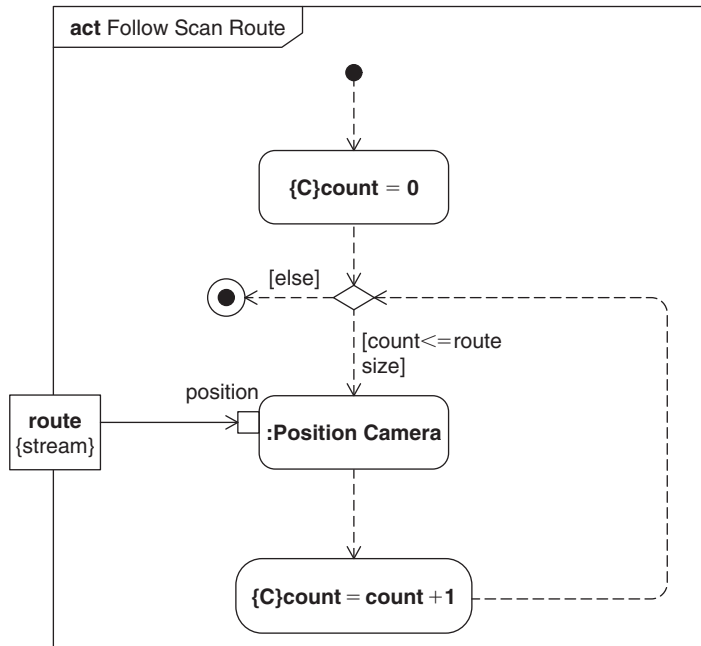 act Follow Scan Route
{C}count = 0
[else]
[count<=route
size]
position
route
{stream}
:Position Camera
{C}count = count +1